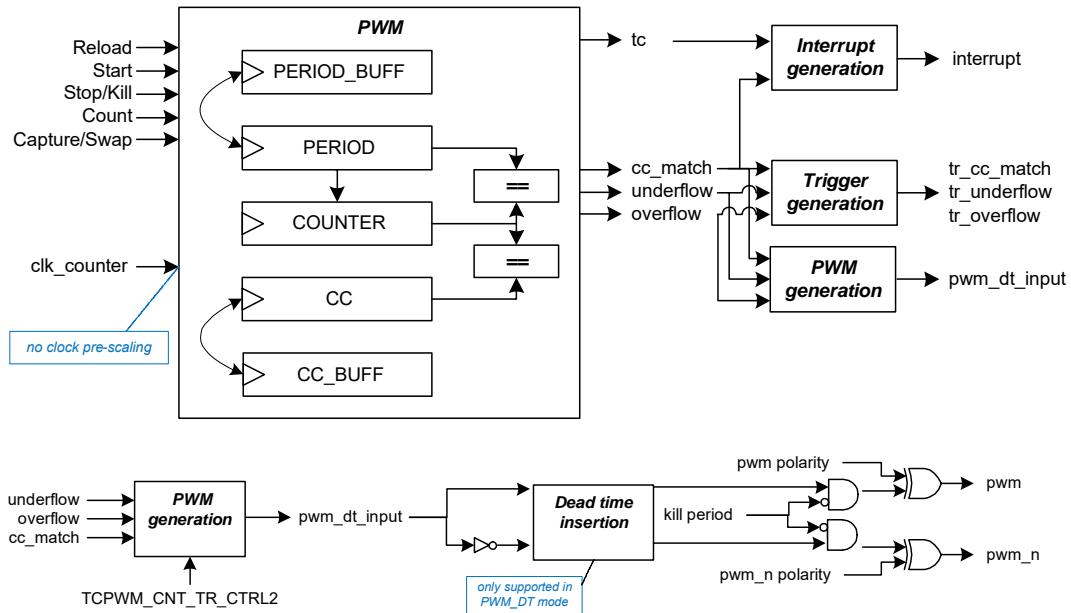 PWM
Reload
Start
Stop/Kill
Count
Capture/Swap
clk_counter
no clock pre-scaling
PERIOD_BUFF
PERIOD
COUNTER
CC
CC_BUFF
==
==
tc
cc_match
underflow
overflow
Interrupt
generation
interrupt
Trigger
generation
tr_cc_match
tr_underflow
tr_overflow
PWM
generation
pwm_dt_input
underflow
overflow
cc_match
PWM
generation
TCPWM_CNT_TR_CTRL2
pwm_dt_input
Dead time
insertion
only supported in
PWM_DT mode
pwm polarity
kill period
pwm_n polarity
pwm
pwm_n